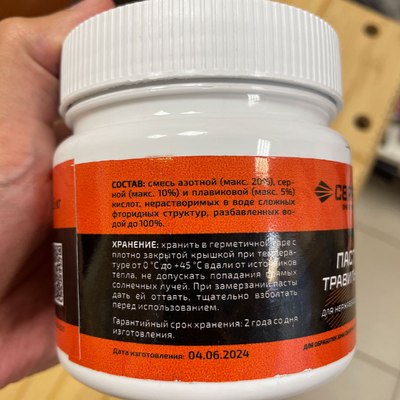 СОСТАВ: смесь азотной (макс. 20%), сер-
ной (макс. 10%) и плавиковой (макс. 5%)
кислот, нерастворимых в воде сложных
фторидных структур, разбавленных во-
дой до 100%.
ХРАНЕНИЕ: хранить в герметичной таре с
плотно закрытой крышкой при темпера-
туре от 0 °C до +45 °C вдали от источников
тепла, не допускать попадания прямых
солнечных лучей. При замерзании пасты
дать ей оттаять, тщательно взболтать
перед использованием.
Гарантийный срок хранения: 2 года со дня
изготовления.
Дата изготовления: 04.06.2024
ПАСТ
ТРАВИ